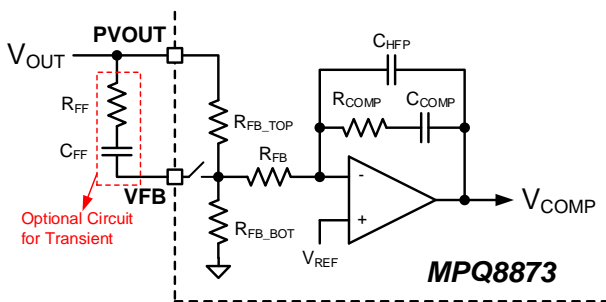 PVOUT
V_OUT
C_HFP
R_COMP
C_COMP
R_FF
R_FB_TOP
C_FF
R_FB
VFB
-
+
V_COMP
Optional Circuit
for Transient
R_FB_BOT
V_REF
MPQ8873